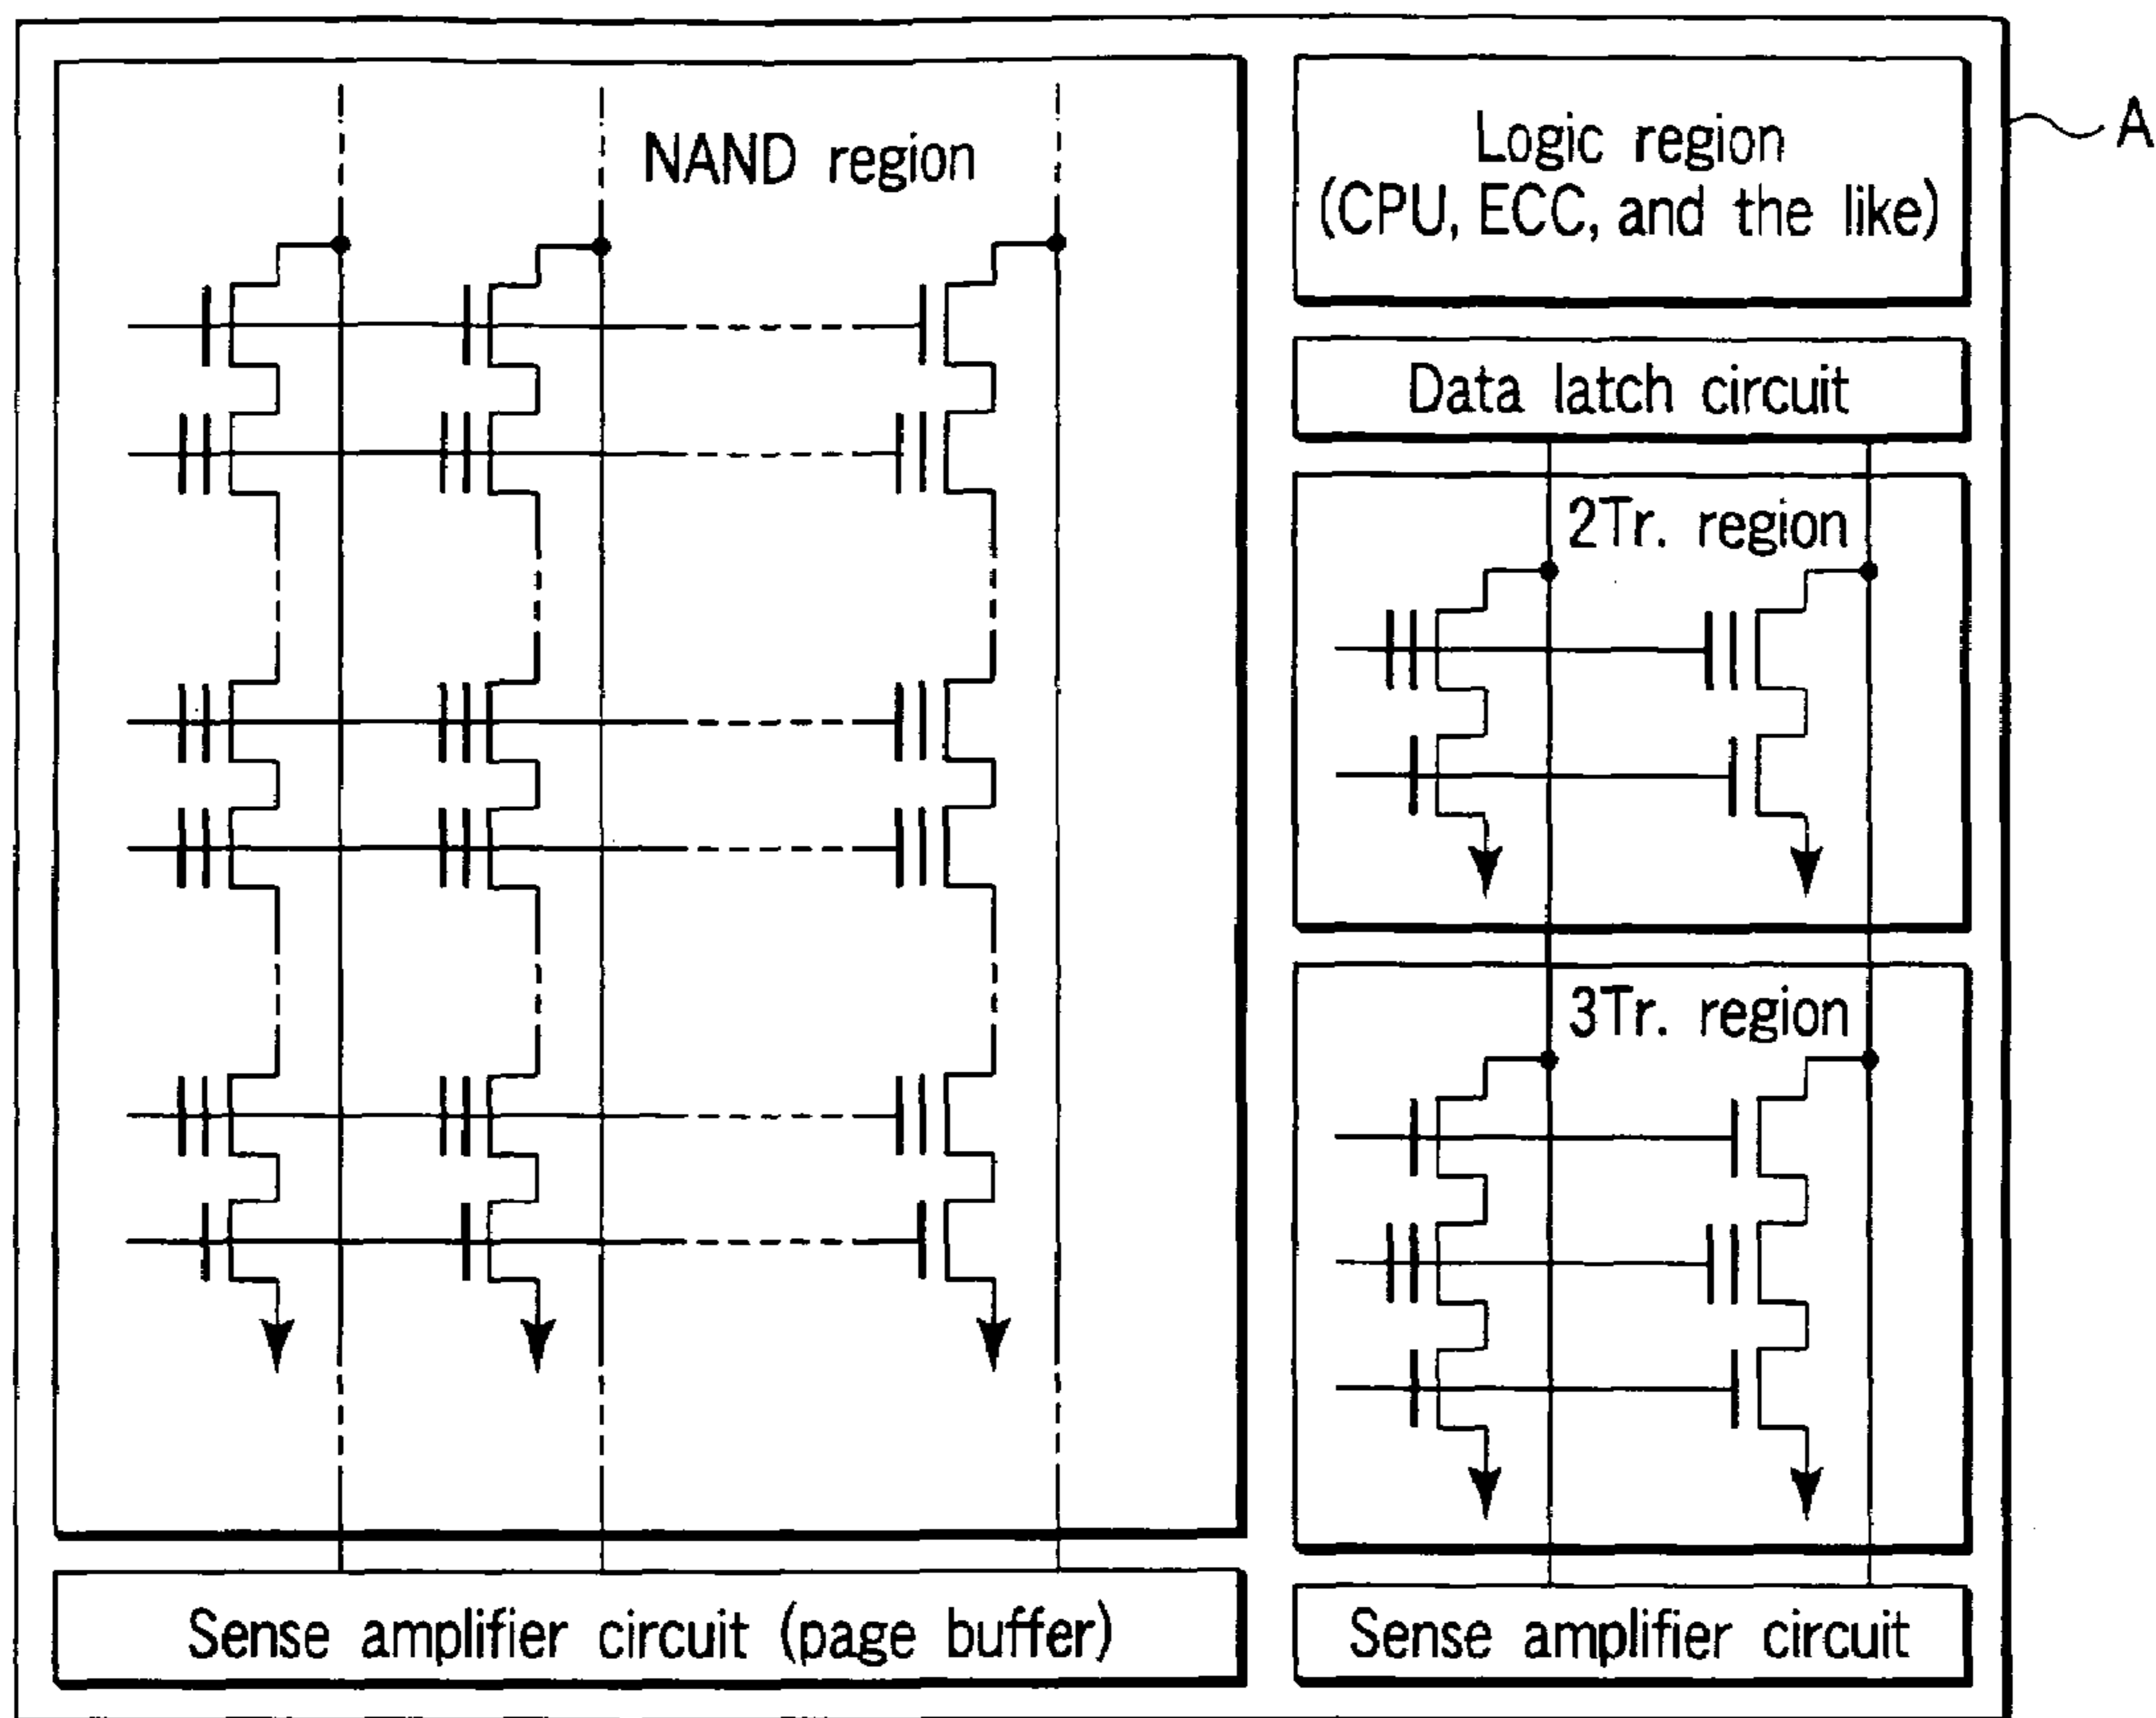 NAND region
Logic region
(CPU, ECC, and the like)
A
Data latch circuit
2Tr. region
3Tr. region
Sense amplifier circuit (page buffer)
Sense amplifier circuit